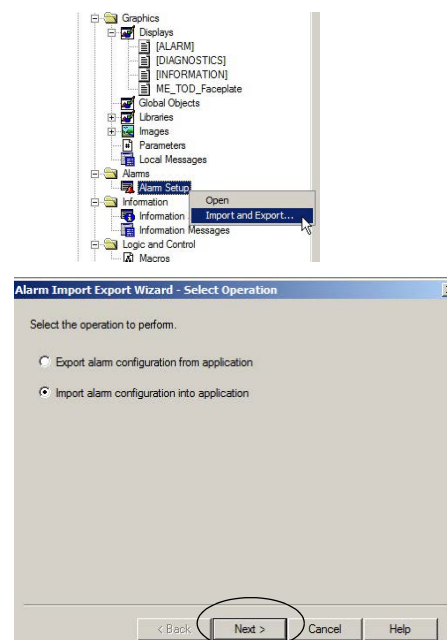 Graphics
Displays
[ALARM]
[DIAGNOSTICS]
[INFORMATION]
ME_TOD_Faceplate
Global Objects
Libraries
Images
Parameters
Local Messages
Alarms
Alarm Setup
Open
Import and Export...
Information
Information
Information Messages
Logic and Control
Macros
Alarm Import Export Wizard - Select Operation
Select the operation to perform.
Export alarm configuration from application
Import alarm configuration into application
< Back
Next >
Cancel
Help